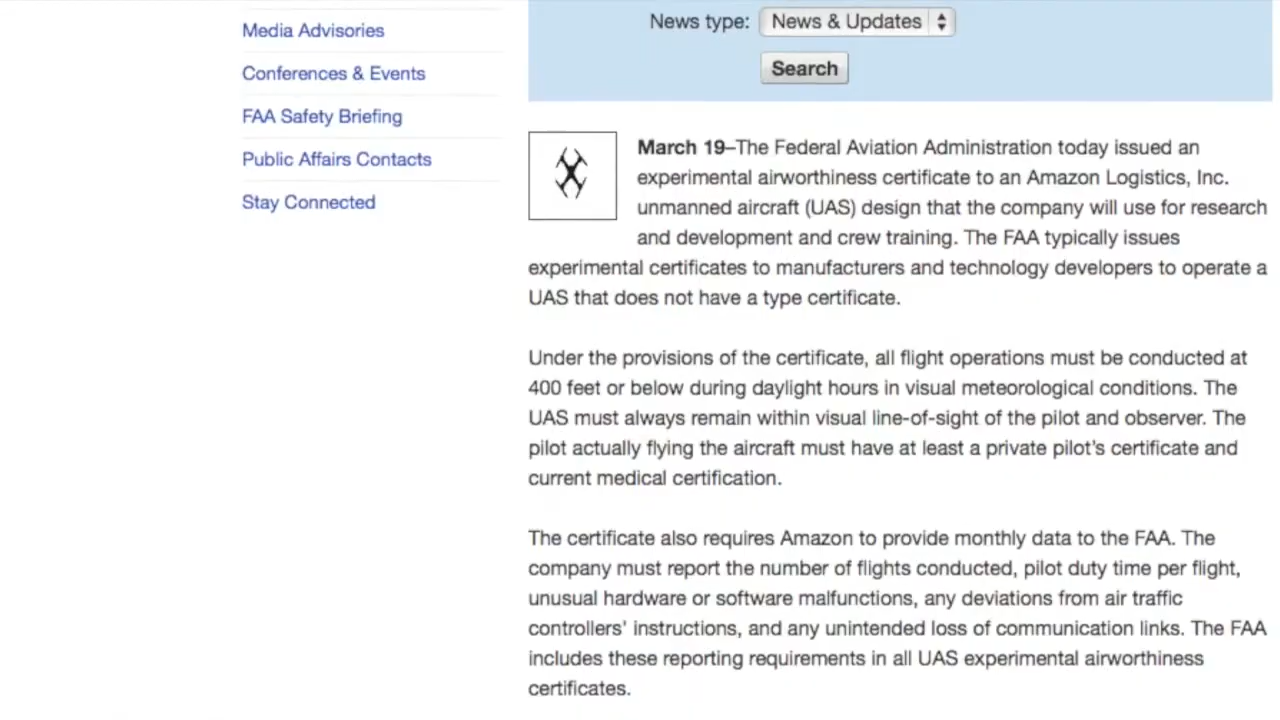 Media Advisories
Conferences & Events
FAA Safety Briefing
Public Affairs Contacts
Stay Connected
News type: News & Updates
Search
March 19–The Federal Aviation Administration today issued an
experimental airworthiness certificate to an Amazon Logistics, Inc.
unmanned aircraft (UAS) design that the company will use for research
and development and crew training. The FAA typically issues
experimental certificates to manufacturers and technology developers to operate a
UAS that does not have a type certificate.
Under the provisions of the certificate, all flight operations must be conducted at
400 feet or below during daylight hours in visual meteorological conditions. The
UAS must always remain within visual line-of-sight of the pilot and observer. The
pilot actually flying the aircraft must have at least a private pilot's certificate and
current medical certification.
The certificate also requires Amazon to provide monthly data to the FAA. The
company must report the number of flights conducted, pilot duty time per flight,
unusual hardware or software malfunctions, any deviations from air traffic
controllers' instructions, and any unintended loss of communication links. The FAA
includes these reporting requirements in all UAS experimental airworthiness
certificates.